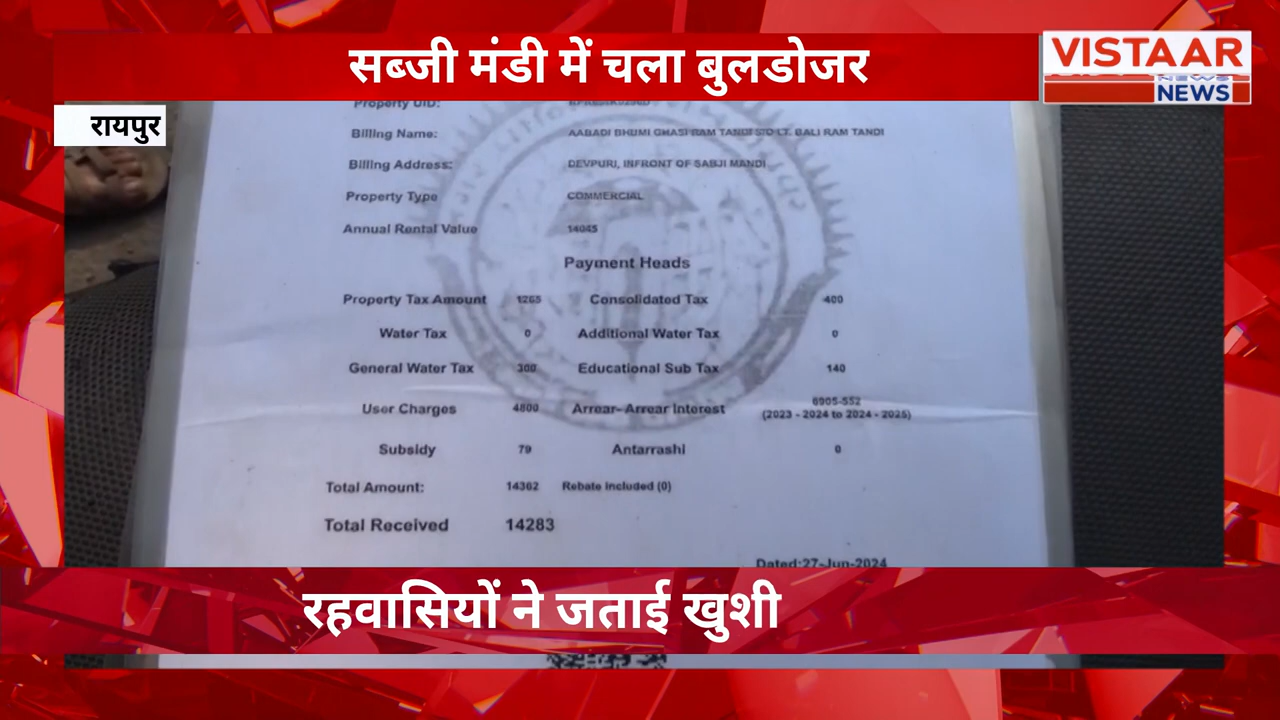 सब्जी मंडी में चला बुलडोजर
VISTAAR
NEWS
NEWS
रायपुर
Property UID:
Billing Name: AABADI BHUMI GHASI RAM TANDI S/O LT. BALI RAM TANDI
Billing Address: DEVPURI, INFRONT OF SABJI MANDI
Property Type COMMERCIAL
Annual Rental Value 14045
Payment Heads
Property Tax Amount 1265 Consolidated Tax 400
Water Tax 0 Additional Water Tax 0
General Water Tax 300 Educational Sub Tax 140
User Charges 4800 Arrear- Arrear Interest 6905-552
(2023 - 2024 to 2024 - 2025)
Subsidy 79 Antarrashi 0
Total Amount: 14362 Rebate Included (0)
Total Received 14283
Dated:27-Jun-2024
रहवासियों ने जताई खुशी